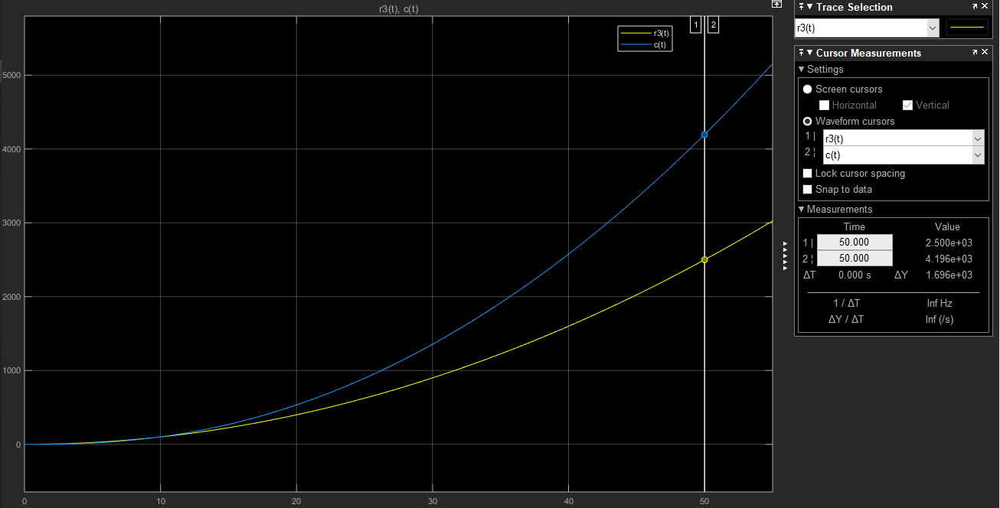 r3(t), c(t)
r3(t)
c(t)
1 2
5000
4000
3000
2000
1000
0
0 10 20 30 40 50
Trace Selection
r3(t)
Cursor Measurements
Settings
Screen cursors
Horizontal Vertical
Waveform cursors
1 | r3(t)
2 ¦ c(t)
Lock cursor spacing
Snap to data
Measurements
Time Value
1 | 50.000 2.500e+03
2 ¦ 50.000 4.196e+03
ΔT 0.000 s ΔY 1.696e+03
1 / ΔT Inf Hz
ΔY / ΔT Inf (/s)